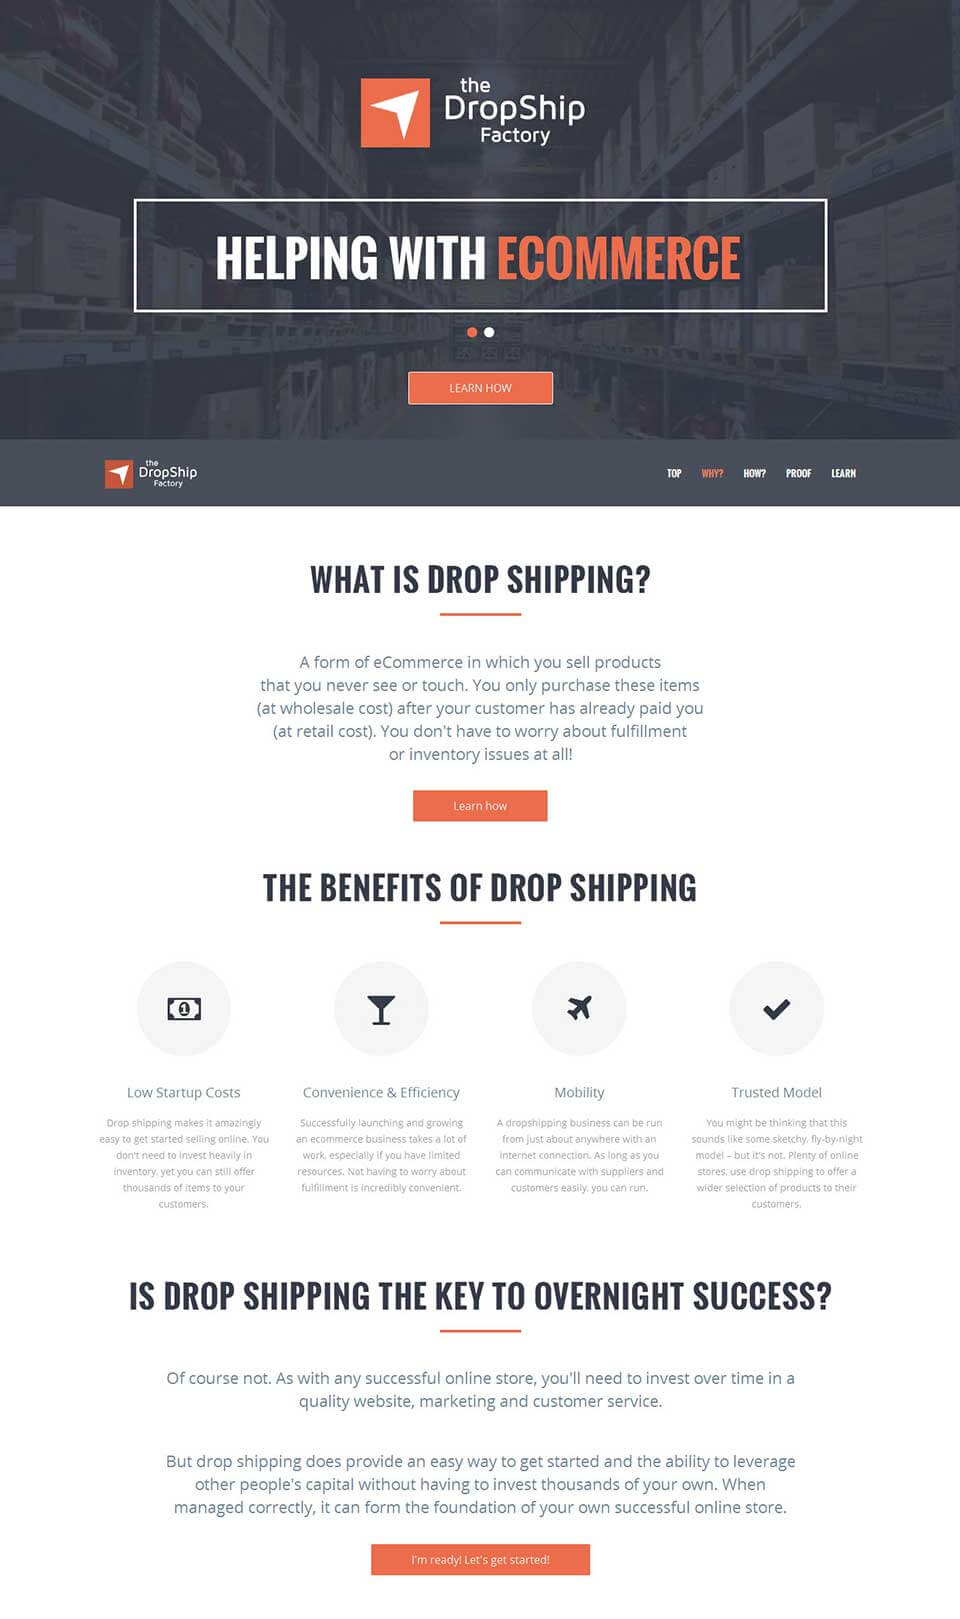 the
DropShip
Factory
HELPING WITH ECOMMERCE
LEARN HOW
the
DropShip
Factory
TOP WHY? HOW? PROOF LEARN
WHAT IS DROP SHIPPING?
A form of eCommerce in which you sell products
that you never see or touch. You only purchase these items
(at wholesale cost) after your customer has already paid you
(at retail cost). You don't have to worry about fulfillment
or inventory issues at all!
Learn how
THE BENEFITS OF DROP SHIPPING
1
Low Startup Costs
Drop shipping makes it amazingly
easy to get started selling online. You
don't need to invest heavily in
inventory, yet you can still offer
thousands of items to your
customers.
Convenience & Efficiency
Successfully launching and growing
an ecommerce business takes a lot of
work, especially if you have limited
resources. Not having to worry about
fulfillment is incredibly convenient.
Mobility
A dropshipping business can be run
from just about anywhere with an
internet connection. As long as you
can communicate with suppliers and
customers easily, you can run.
Trusted Model
You might be thinking that this
sounds like some sketchy, fly-by-night
model – but it's not. Plenty of online
stores, use drop shipping to offer a
wider selection of products to their
customers.
IS DROP SHIPPING THE KEY TO OVERNIGHT SUCCESS?
Of course not. As with any successful online store, you'll need to invest over time in a
quality website, marketing and customer service.
But drop shipping does provide an easy way to get started and the ability to leverage
other people's capital without having to invest thousands of your own. When
managed correctly, it can form the foundation of your own successful online store.
I'm ready! Let's get started!